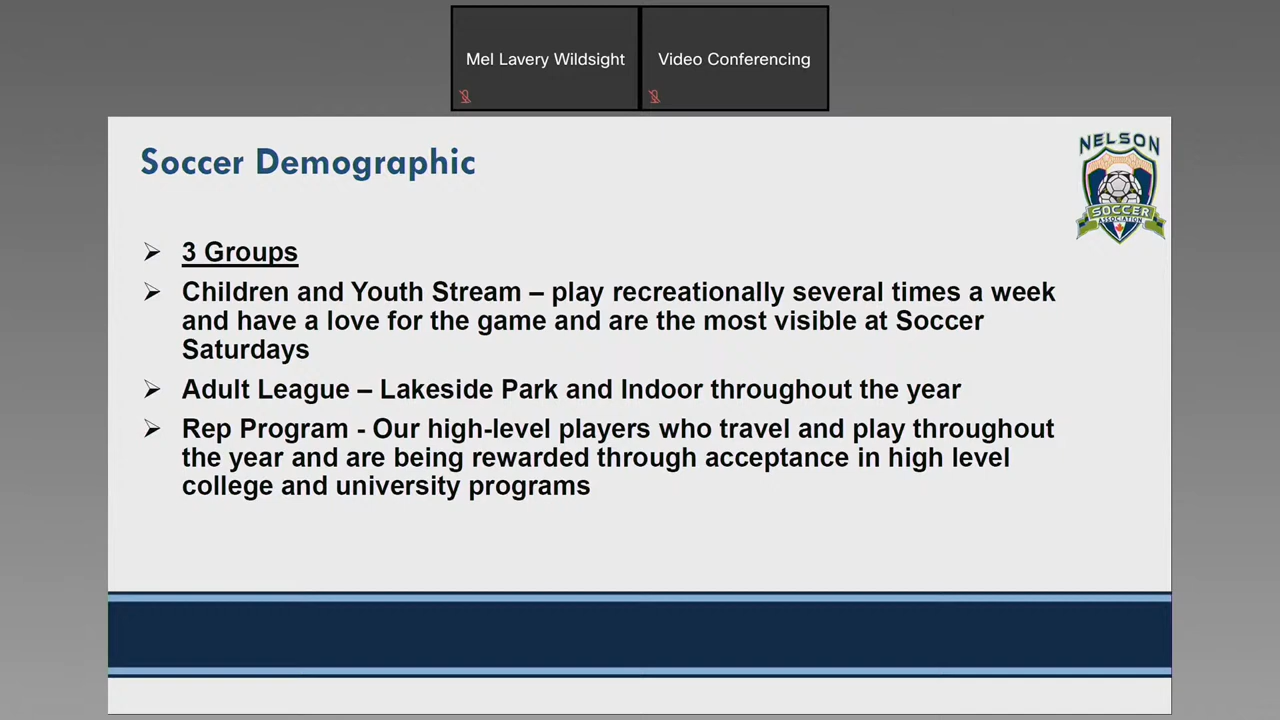 Mel Lavery Wildsight
Video Conferencing
Soccer Demographic
NELSON
SOCCER
ASSOCIATION
3 Groups
Children and Youth Stream – play recreationally several times a week
and have a love for the game and are the most visible at Soccer
Saturdays
Adult League – Lakeside Park and Indoor throughout the year
Rep Program - Our high-level players who travel and play throughout
the year and are being rewarded through acceptance in high level
college and university programs